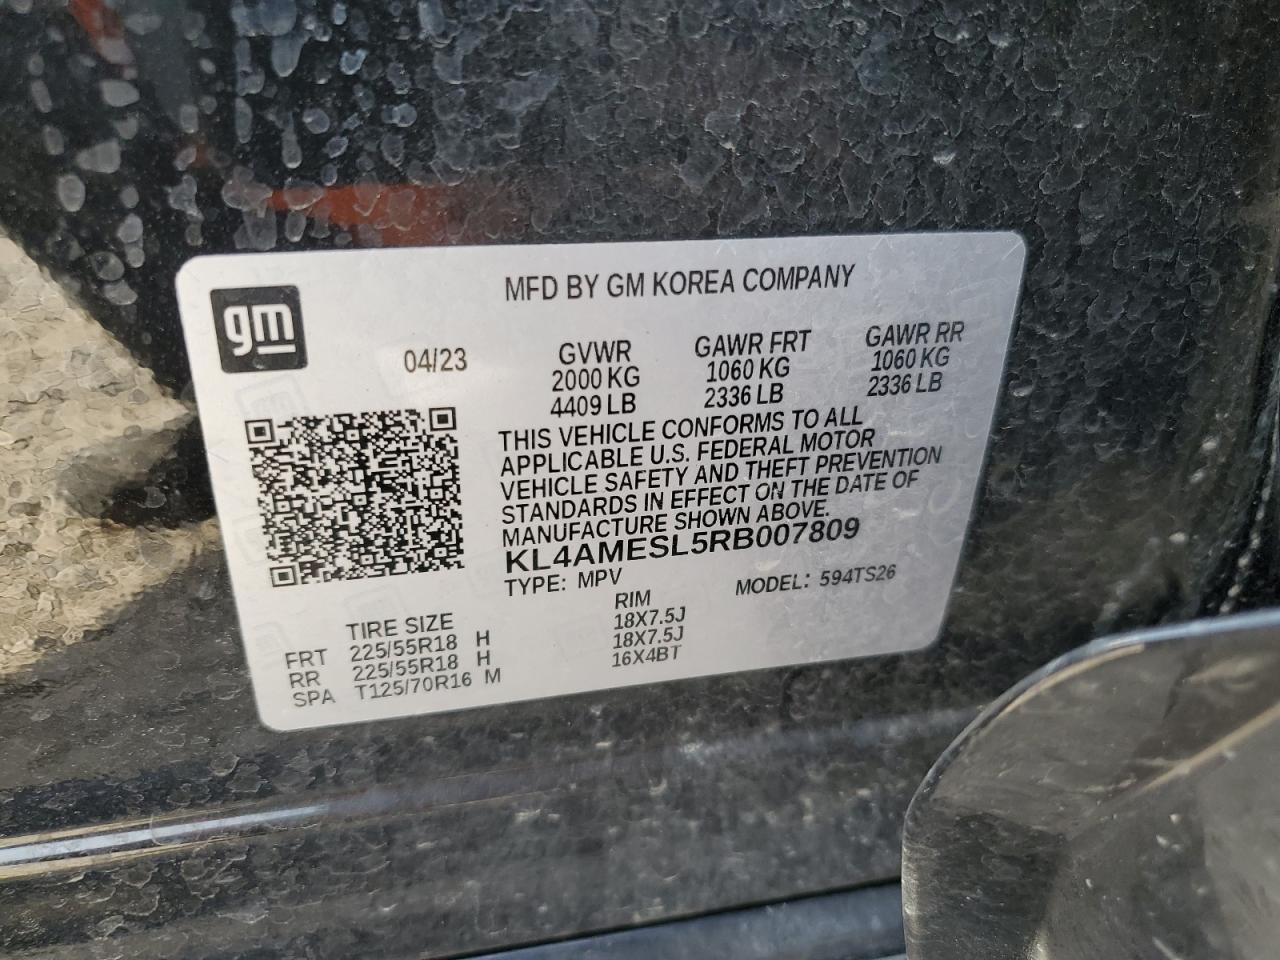 MFD BY GM KOREA COMPANY
gm
04/23
GVWR GAWR FRT GAWR RR
2000 KG 1060 KG 1060 KG
4409 LB 2336 LB 2336 LB
THIS VEHICLE CONFORMS TO ALL
APPLICABLE U.S. FEDERAL MOTOR
VEHICLE SAFETY AND THEFT PREVENTION
STANDARDS IN EFFECT ON THE DATE OF
MANUFACTURE SHOWN ABOVE.
KL4AMESL5RB007809
TYPE: MPV MODEL: 594TS26
TIRE SIZE RIM
FRT 225/55R18 H 18X7.5J
RR 225/55R18 H 18X7.5J
SPA T125/70R16 M 16X4BT